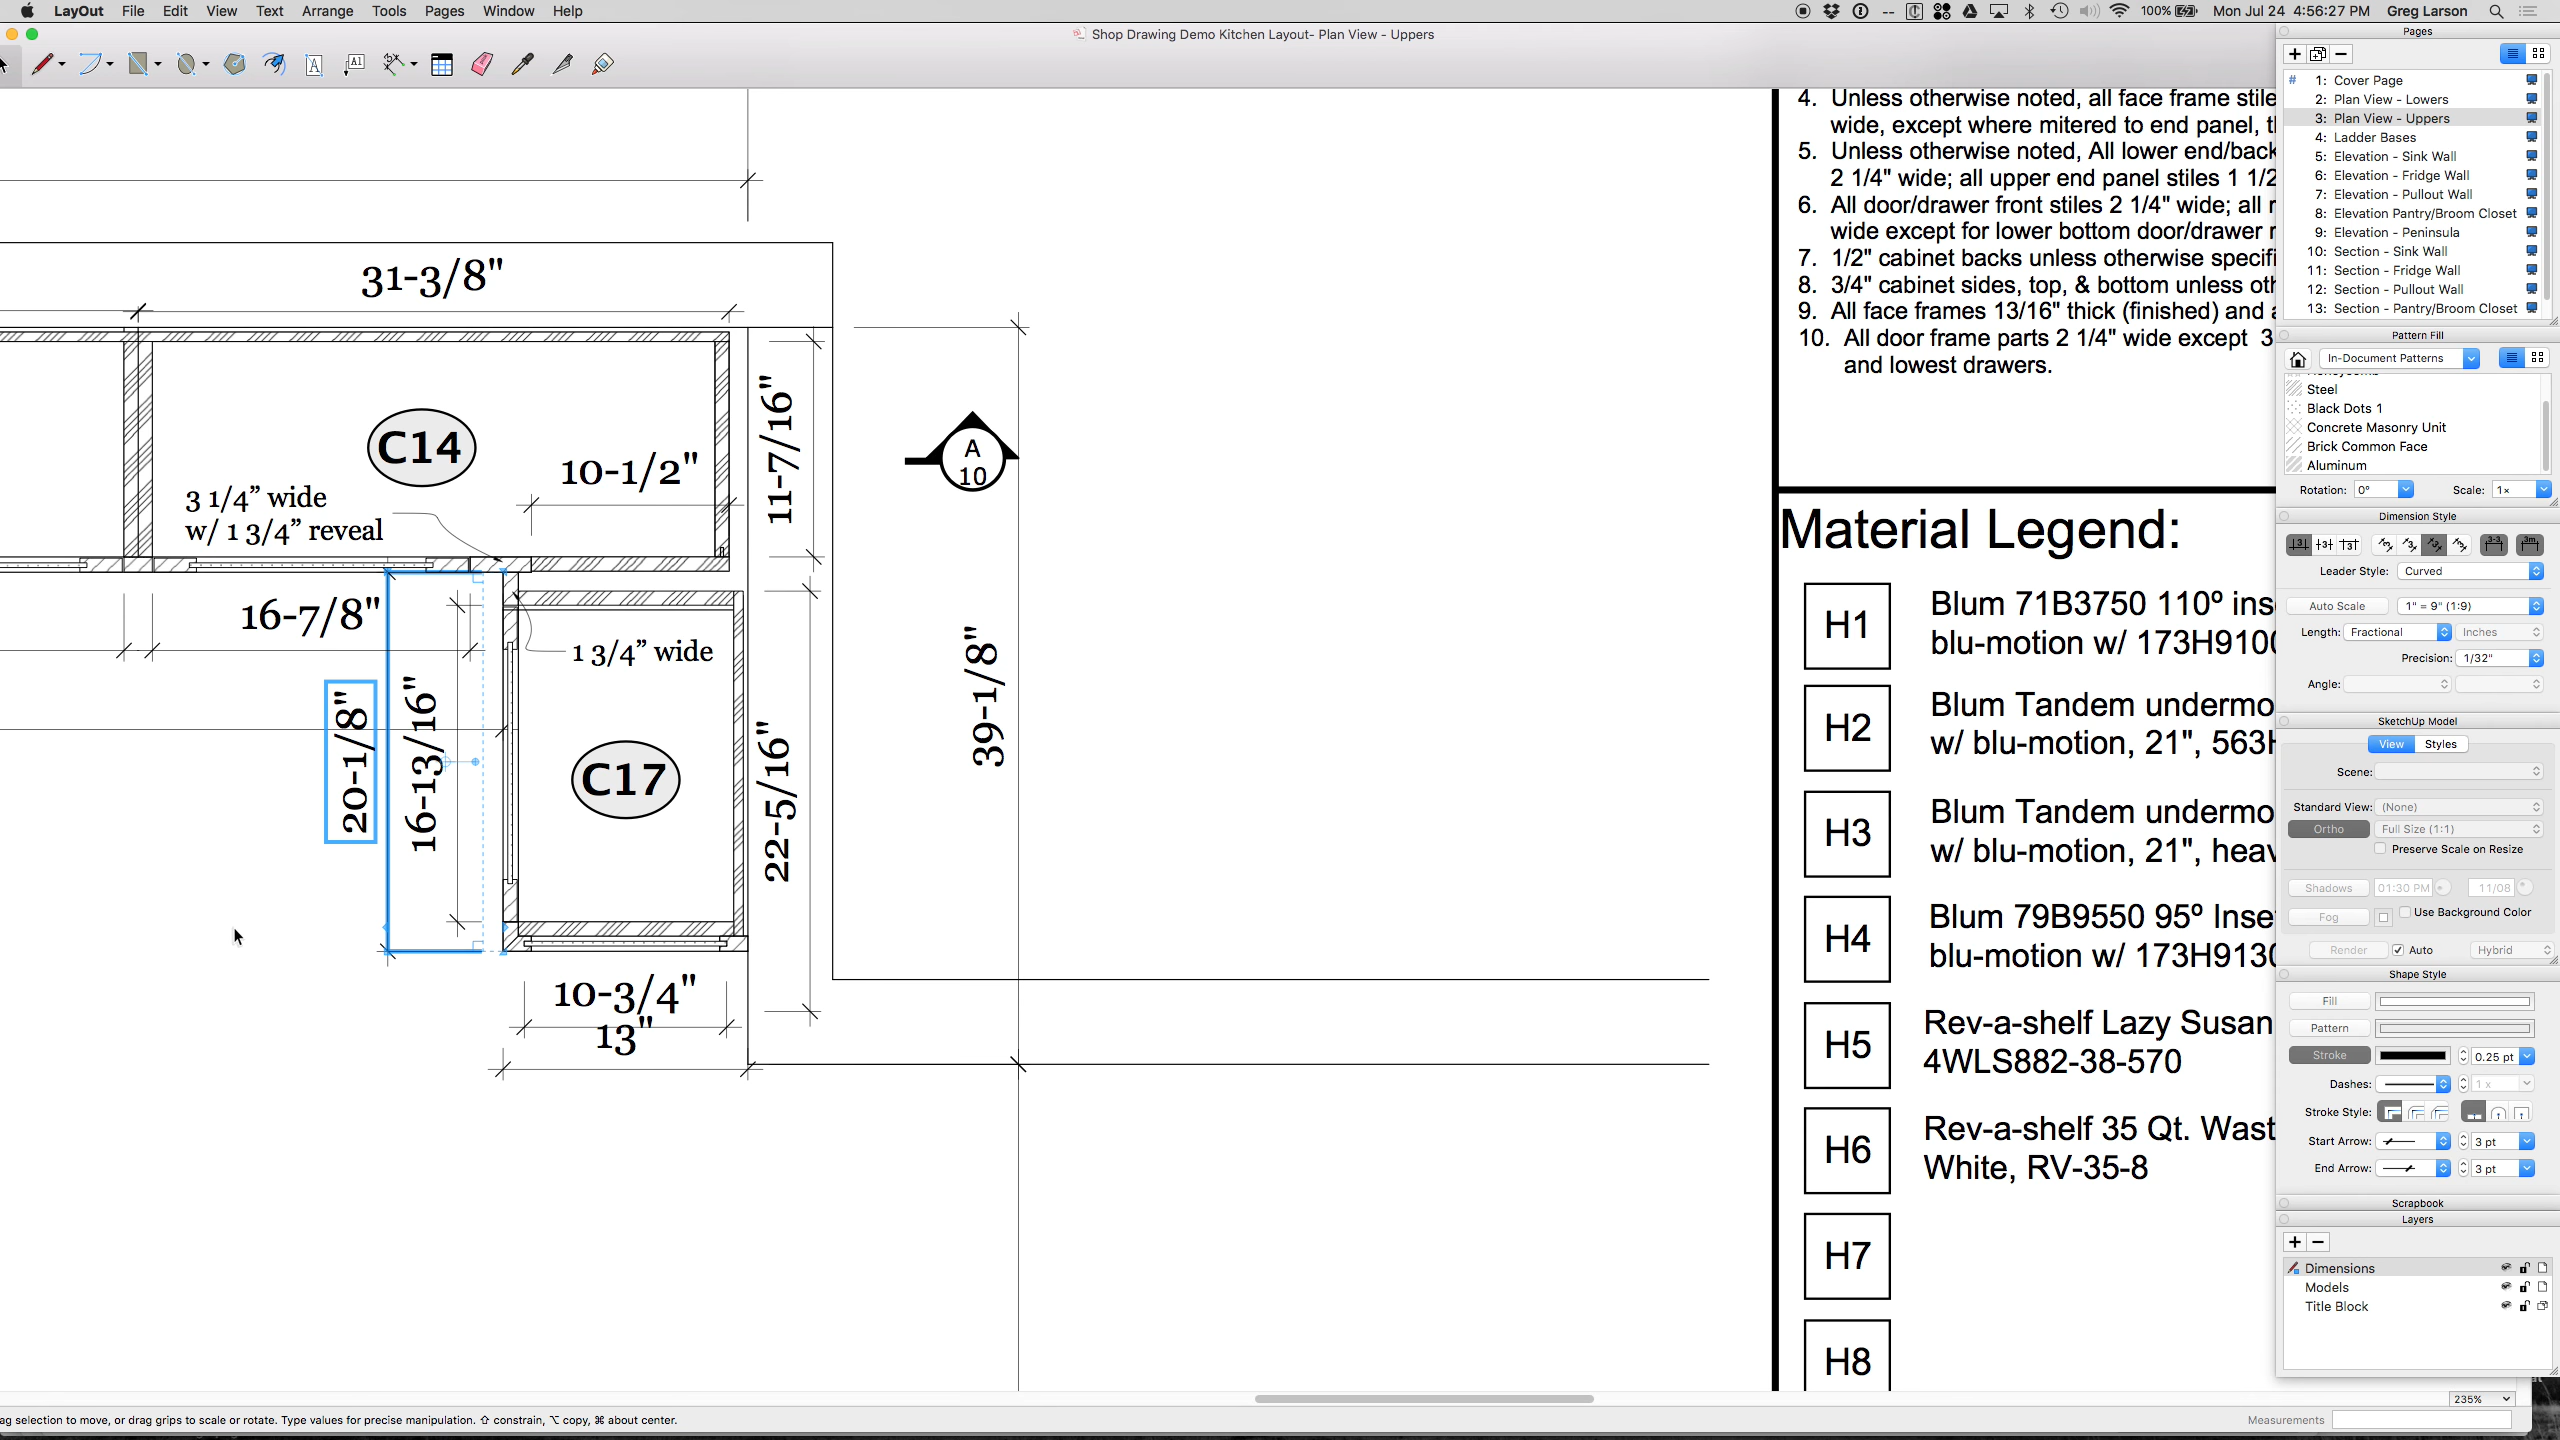 LayOut File Edit View Text Arrange Tools Pages Window Help
100% Mon Jul 24 4:56:27 PM Greg Larson
Shop Drawing Demo Kitchen Layout- Plan View - Uppers
31-3/8"
C14
10-1/2"
3 1/4” wide
w/ 1 3/4” reveal
11-7/16"
A
10
16-7/8"
1 3/4” wide
20-1/8"
16-13/16"
C17
22-5/16"
39-1/8"
10-3/4"
13"
4. Unless otherwise noted, all face frame stile
wide, except where mitered to end panel, t
5. Unless otherwise noted, All lower end/back
2 1/4" wide; all upper end panel stiles 1 1/2
6. All door/drawer front stiles 2 1/4" wide; all r
wide except for lower bottom door/drawer r
7. 1/2" cabinet backs unless otherwise specifi
8. 3/4" cabinet sides, top, & bottom unless oth
9. All face frames 13/16" thick (finished) and a
10. All door frame parts 2 1/4" wide except 3
and lowest drawers.
Material Legend:
H1 Blum 71B3750 110º ins
blu-motion w/ 173H9100
H2 Blum Tandem undermo
w/ blu-motion, 21", 563H
H3 Blum Tandem undermo
w/ blu-motion, 21", heav
H4 Blum 79B9550 95º Inse
blu-motion w/ 173H9130
H5 Rev-a-shelf Lazy Susan
4WLS882-38-570
H6 Rev-a-shelf 35 Qt. Wast
White, RV-35-8
H7
H8
Pages
# 1: Cover Page
2: Plan View - Lowers
3: Plan View - Uppers
4: Ladder Bases
5: Elevation - Sink Wall
6: Elevation - Fridge Wall
7: Elevation - Pullout Wall
8: Elevation Pantry/Broom Closet
9: Elevation - Peninsula
10: Section - Sink Wall
11: Section - Fridge Wall
12: Section - Pullout Wall
13: Section - Pantry/Broom Closet
Pattern Fill
In-Document Patterns
Steel
Black Dots 1
Concrete Masonry Unit
Brick Common Face
Aluminum
Rotation: 0° Scale: 1×
Dimension Style
Leader Style: Curved
Auto Scale 1" = 9" (1:9)
Length: Fractional Inches
Precision: 1/32"
Angle:
SketchUp Model
View Styles
Scene:
Standard View: (None)
Ortho Full Size (1:1)
Preserve Scale on Resize
Shadows 01:30 PM 11/08
Fog Use Background Color
Render Auto Hybrid
Shape Style
Fill
Pattern
Stroke 0.25 pt
Dashes: 1 x
Stroke Style:
Start Arrow: 3 pt
End Arrow: 3 pt
Scrapbook
Layers
Dimensions
Models
Title Block
235%
ag selection to move, or drag grips to scale or rotate. Type values for precise manipulation. ⇧ constrain, ⌥ copy, ⌘ about center.
Measurements